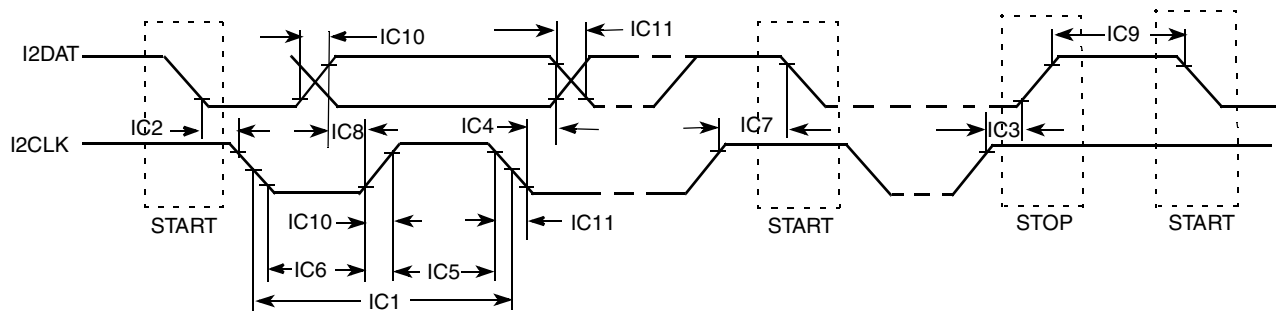 IC10
IC11
IC9
I2DAT
IC2
IC8
IC4
IC7
IC3
I2CLK
START
IC10
IC11
START
STOP
START
IC6
IC5
IC1